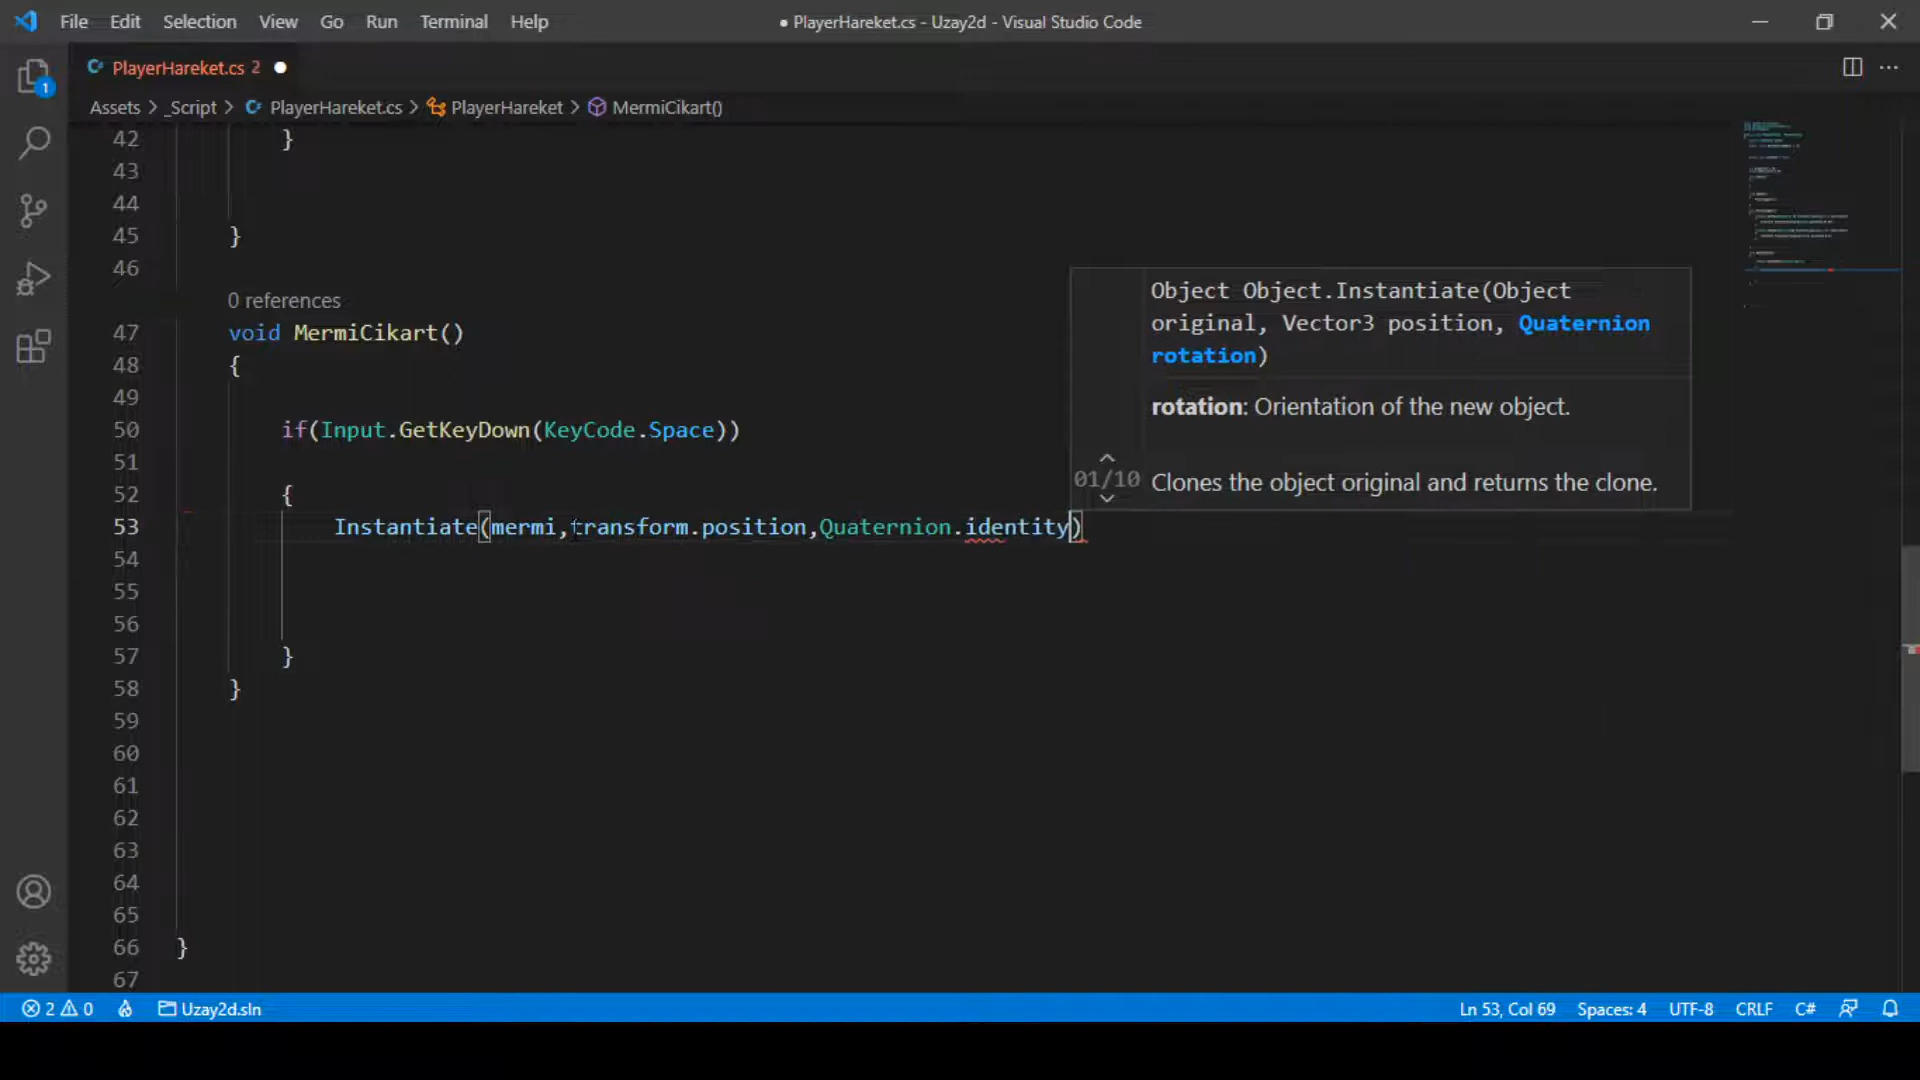 File Edit Selection View Go Run Terminal Help
● PlayerHareket.cs - Uzay2d - Visual Studio Code
PlayerHareket.cs 2
Assets > _Script > PlayerHareket.cs > PlayerHareket > MermiCikart()
1
42 }
43
44
45 }
46
0 references
47 void MermiCikart()
48 {
49
50 if(Input.GetKeyDown(KeyCode.Space))
51
52 {
53 Instantiate(mermi,transform.position,Quaternion.identity)
54
55
56
57 }
58 }
59
60
61
62
63
64
65
66 }
67
Object Object.Instantiate(Object
original, Vector3 position, Quaternion
rotation)
rotation: Orientation of the new object.
01/10 Clones the object original and returns the clone.
2 0 Uzay2d.sln Ln 53, Col 69 Spaces: 4 UTF-8 CRLF C#